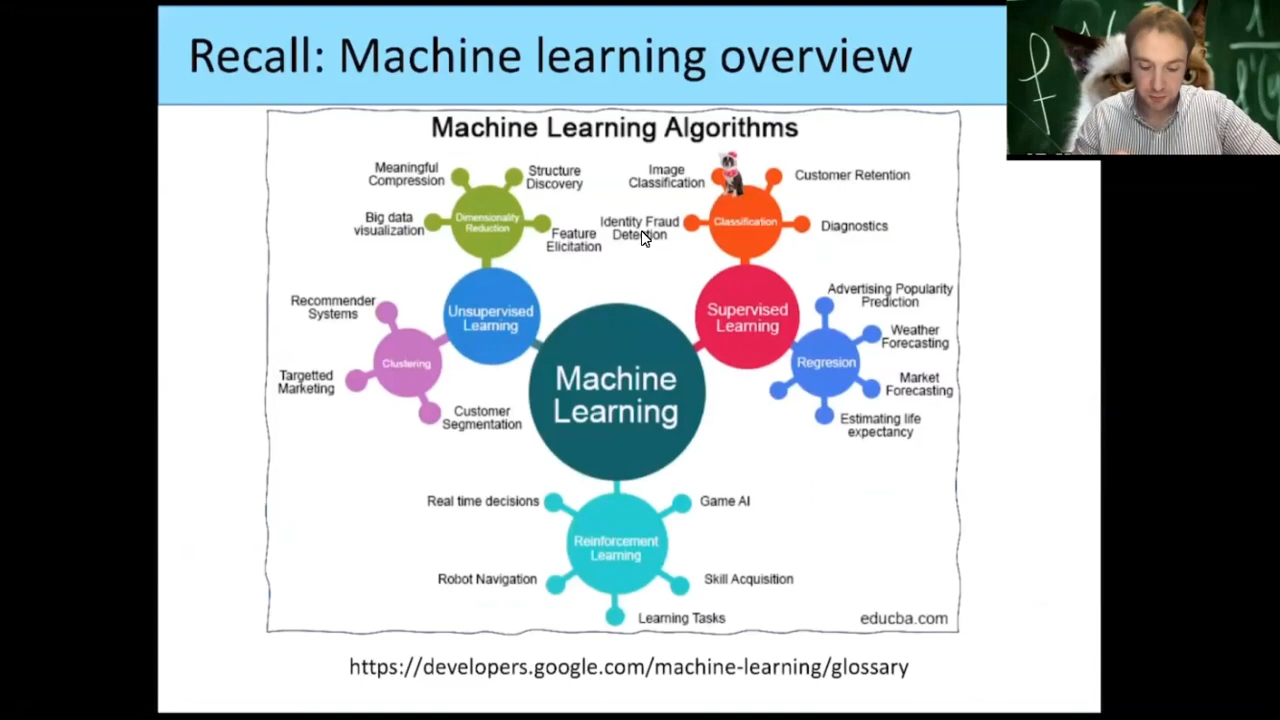 Recall: Machine learning overview
Machine Learning Algorithms
Meaningful
Compression
Structure
Discovery
Big data
visualization
Dimensionality
Reduction
Feature
Elicitation
Image
Classification
Customer Retention
Identity Fraud
Detection
Classification
Diagnostics
Recommender
Systems
Unsupervised
Learning
Clustering
Targetted
Marketing
Customer
Segmentation
Machine
Learning
Supervised
Learning
Advertising Popularity
Prediction
Weather
Forecasting
Regresion
Market
Forecasting
Estimating life
expectancy
Real time decisions
Game AI
Reinforcement
Learning
Robot Navigation
Skill Acquisition
Learning Tasks
educba.com
https://developers.google.com/machine-learning/glossary